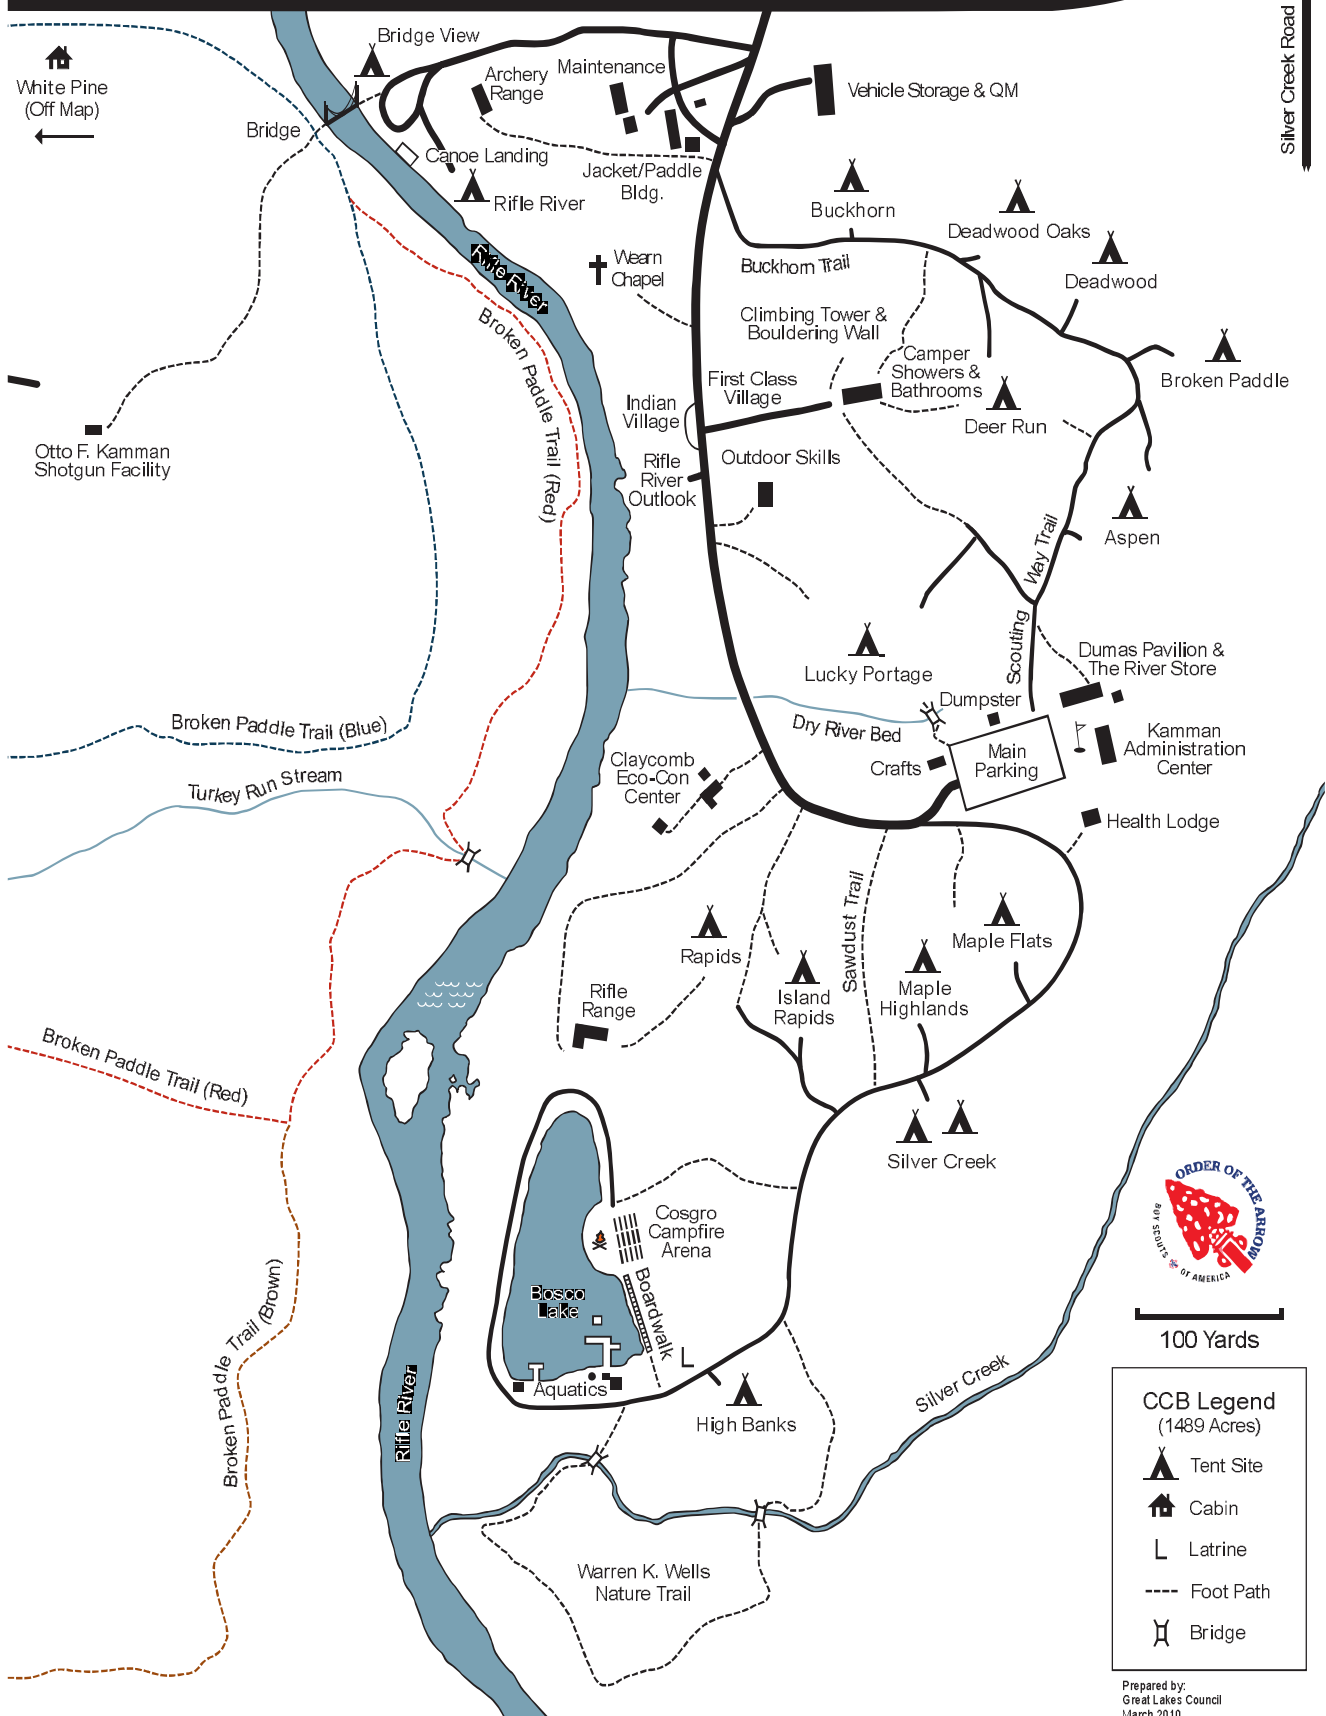 Silver Creek Road
White Pine
(Off Map)
Bridge View
Bridge
Archery
Range
Maintenance
Vehicle Storage & QM
Canoe Landing
Jacket/Paddle
Bldg.
Rifle River
Buckhorn
Deadwood Oaks
Deadwood
Rifle River
Wearn
Chapel
Buckhorn Trail
Broken Paddle Trail (Red)
Climbing Tower &
Bouldering Wall
Camper
Showers &
Bathrooms
Broken Paddle
First Class
Village
Indian
Village
Deer Run
Otto F. Kamman
Shotgun Facility
Rifle
River
Outlook
Outdoor Skills
Aspen
Scouting Way Trail
Lucky Portage
Dumas Pavilion &
The River Store
Dumpster
Broken Paddle Trail (Blue)
Dry River Bed
Kamman
Administration
Center
Main
Parking
Crafts
Claycomb
Eco-Con
Center
Turkey Run Stream
Health Lodge
Sawdust Trail
Rapids
Maple Flats
Rifle
Range
Island
Rapids
Maple
Highlands
Broken Paddle Trail (Red)
Silver Creek
ORDER OF THE ARROW
BOY SCOUTS OF AMERICA
Cosgro
Campfire
Arena
Bosco
Lake
Boardwalk
Broken Paddle Trail (Brown)
100 Yards
Rifle River
Aquatics
High Banks
Silver Creek
CCB Legend
(1489 Acres)
Tent Site
Cabin
Latrine
Foot Path
Bridge
Warren K. Wells
Nature Trail
Prepared by:
Great Lakes Council
March 2010